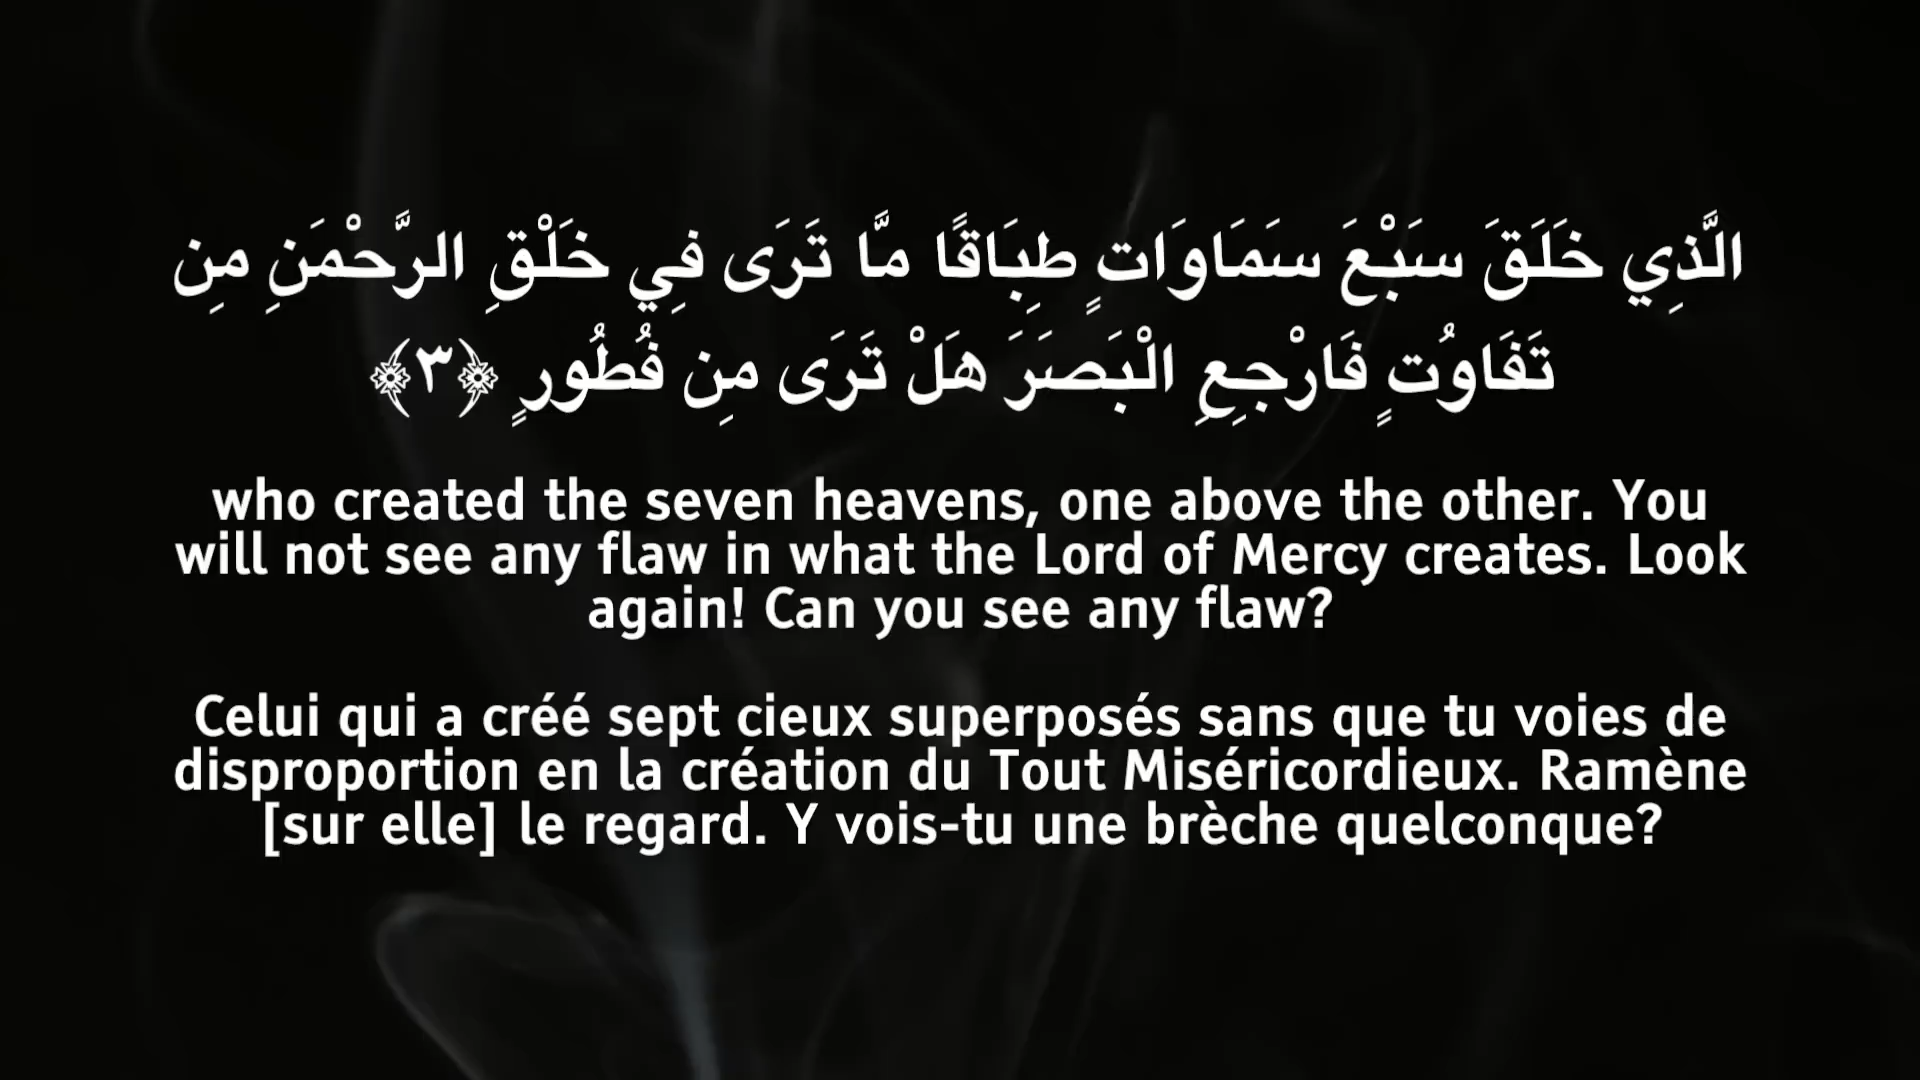 الَّذِي خَلَقَ سَبْعَ سَمَاوَاتٍ طِبَاقًا مَّا تَرَى فِي خَلْقِ الرَّحْمَنِ مِن
تَفَاوُتٍ فَارْجِعِ الْبَصَرَ هَلْ تَرَى مِن فُطُورٍ ﴿٣﴾
who created the seven heavens, one above the other. You
will not see any flaw in what the Lord of Mercy creates. Look
again! Can you see any flaw?
Celui qui a créé sept cieux superposés sans que tu voies de
disproportion en la création du Tout Miséricordieux. Ramène
[sur elle] le regard. Y vois-tu une brèche quelconque?